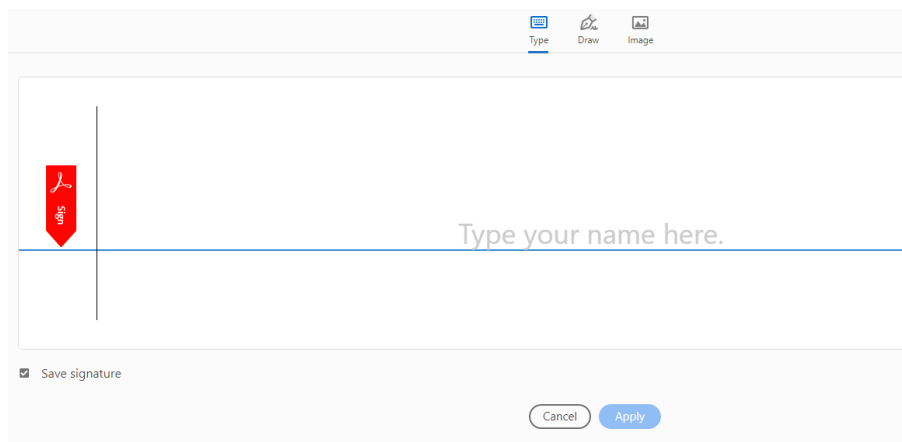 Type Draw Image
Sign
Type your name here.
Save signature
Cancel Apply